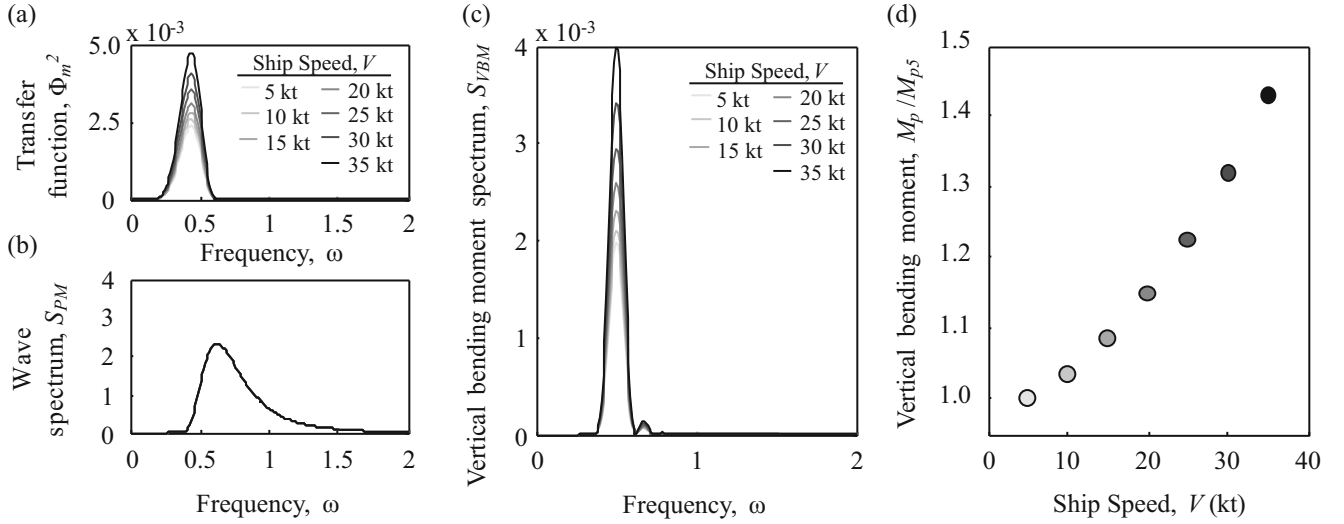 (a)
x 10⁻³
5.0
2.5
0
Transfer
function, Φₘ²
Ship Speed, V
5 kt
20 kt
10 kt
25 kt
15 kt
30 kt
35 kt
0
0.5
1
1.5
2
Frequency, ω
(b)
4
3
2
1
0
Wave
spectrum, S_PM
0
0.5
1
1.5
2
Frequency, ω
(c)
x 10⁻³
4
3
2
1
0
Vertical bending moment spectrum, S_VBM
Ship Speed, V
5 kt
20 kt
10 kt
25 kt
15 kt
30 kt
35 kt
0
1
2
Frequency, ω
(d)
1.5
1.4
1.3
1.2
1.1
1.0
Vertical bending moment, M_p/M_p5
0
10
20
30
40
Ship Speed, V (kt)